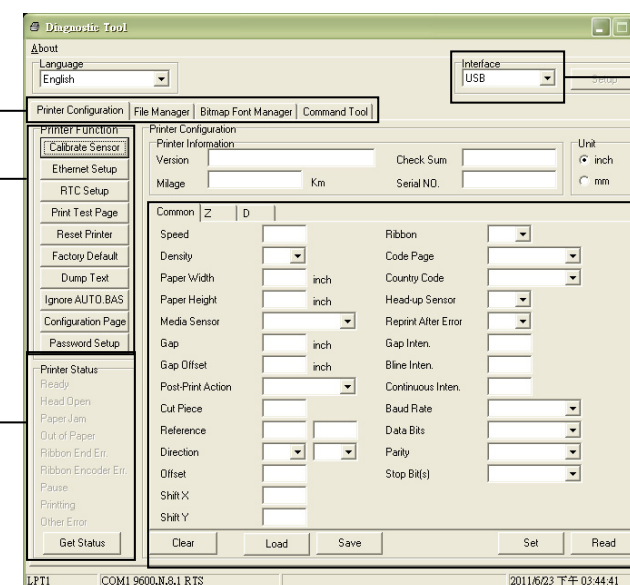 Diagnostic Tool
About
Language
English
Interface
USB
Setup
Printer Configuration File Manager Bitmap Font Manager Command Tool
Printer Function
Calibrate Sensor
Ethernet Setup
RTC Setup
Print Test Page
Reset Printer
Factory Default
Dump Text
Ignore AUTO.BAS
Configuration Page
Password Setup
Printer Status
Ready
Head Open
Paper Jam
Out of Paper
Ribbon End Err.
Ribbon Encoder Err.
Pause
Printting
Other Error
Get Status
Printer Configuration
Printer Information
Version Check Sum
Milage Km Serial NO.
Unit
inch
mm
Common Z D
Speed Ribbon
Density Code Page
Paper Width inch Country Code
Paper Height inch Head-up Sensor
Media Sensor Reprint After Error
Gap inch Gap Inten.
Gap Offset inch Bline Inten.
Post-Print Action Continuous Inten.
Cut Piece Baud Rate
Reference Data Bits
Direction Parity
Offset Stop Bit(s)
Shift X
Shift Y
Clear Load Save Set Read
LPT1 COM1 9600,N,8,1 RTS 2011/6/23 下午 03:44:41